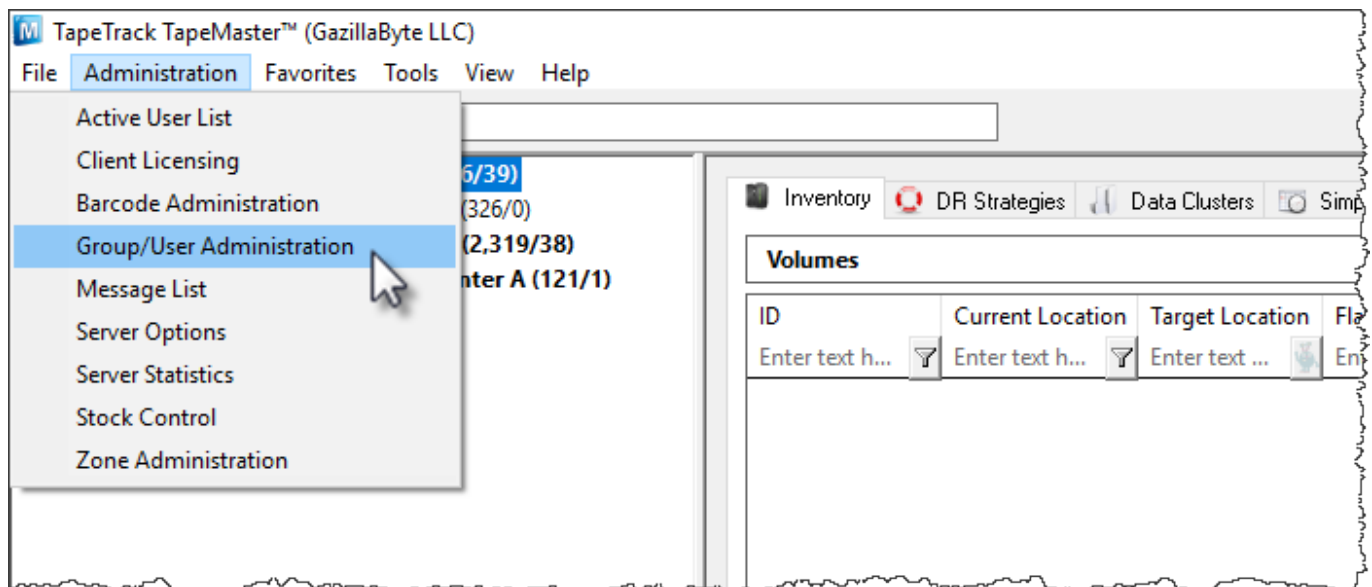 TapeTrack TapeMaster™ (GazillaByte LLC)
File Administration Favorites Tools View Help
Active User List
Client Licensing
Barcode Administration
Group/User Administration
Message List
Server Options
Server Statistics
Stock Control
Zone Administration
6/39)
(326/0)
(2,319/38)
nter A (121/1)
Inventory DR Strategies Data Clusters Simp
Volumes
ID Current Location Target Location Fla
Enter text h... Enter text h... Enter text ... En